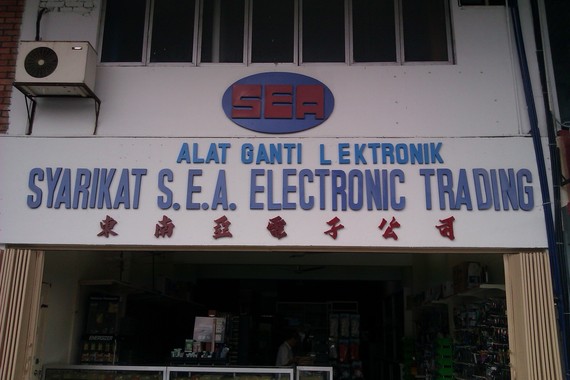 SEA
ALAT GANTI LEKTRONIK
SYARIKAT S.E.A. ELECTRONIC TRADING
東南亞電子公司